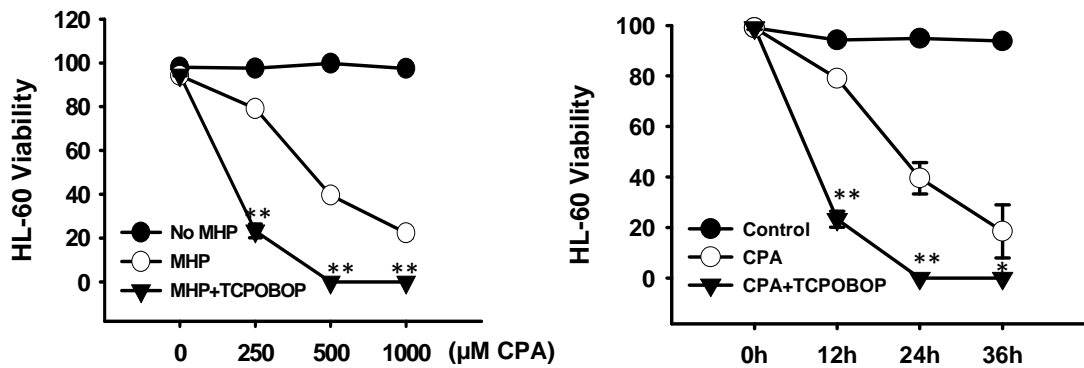 HL-60 Viability
120
100
80
60
40
20
0
**
**
**
No MHP
MHP
MHP+TCPOBOP
0 250 500 1000 (µM CPA)
HL-60 Viability
100
80
60
40
20
0
**
**
*
Control
CPA
CPA+TCPOBOP
0h 12h 24h 36h